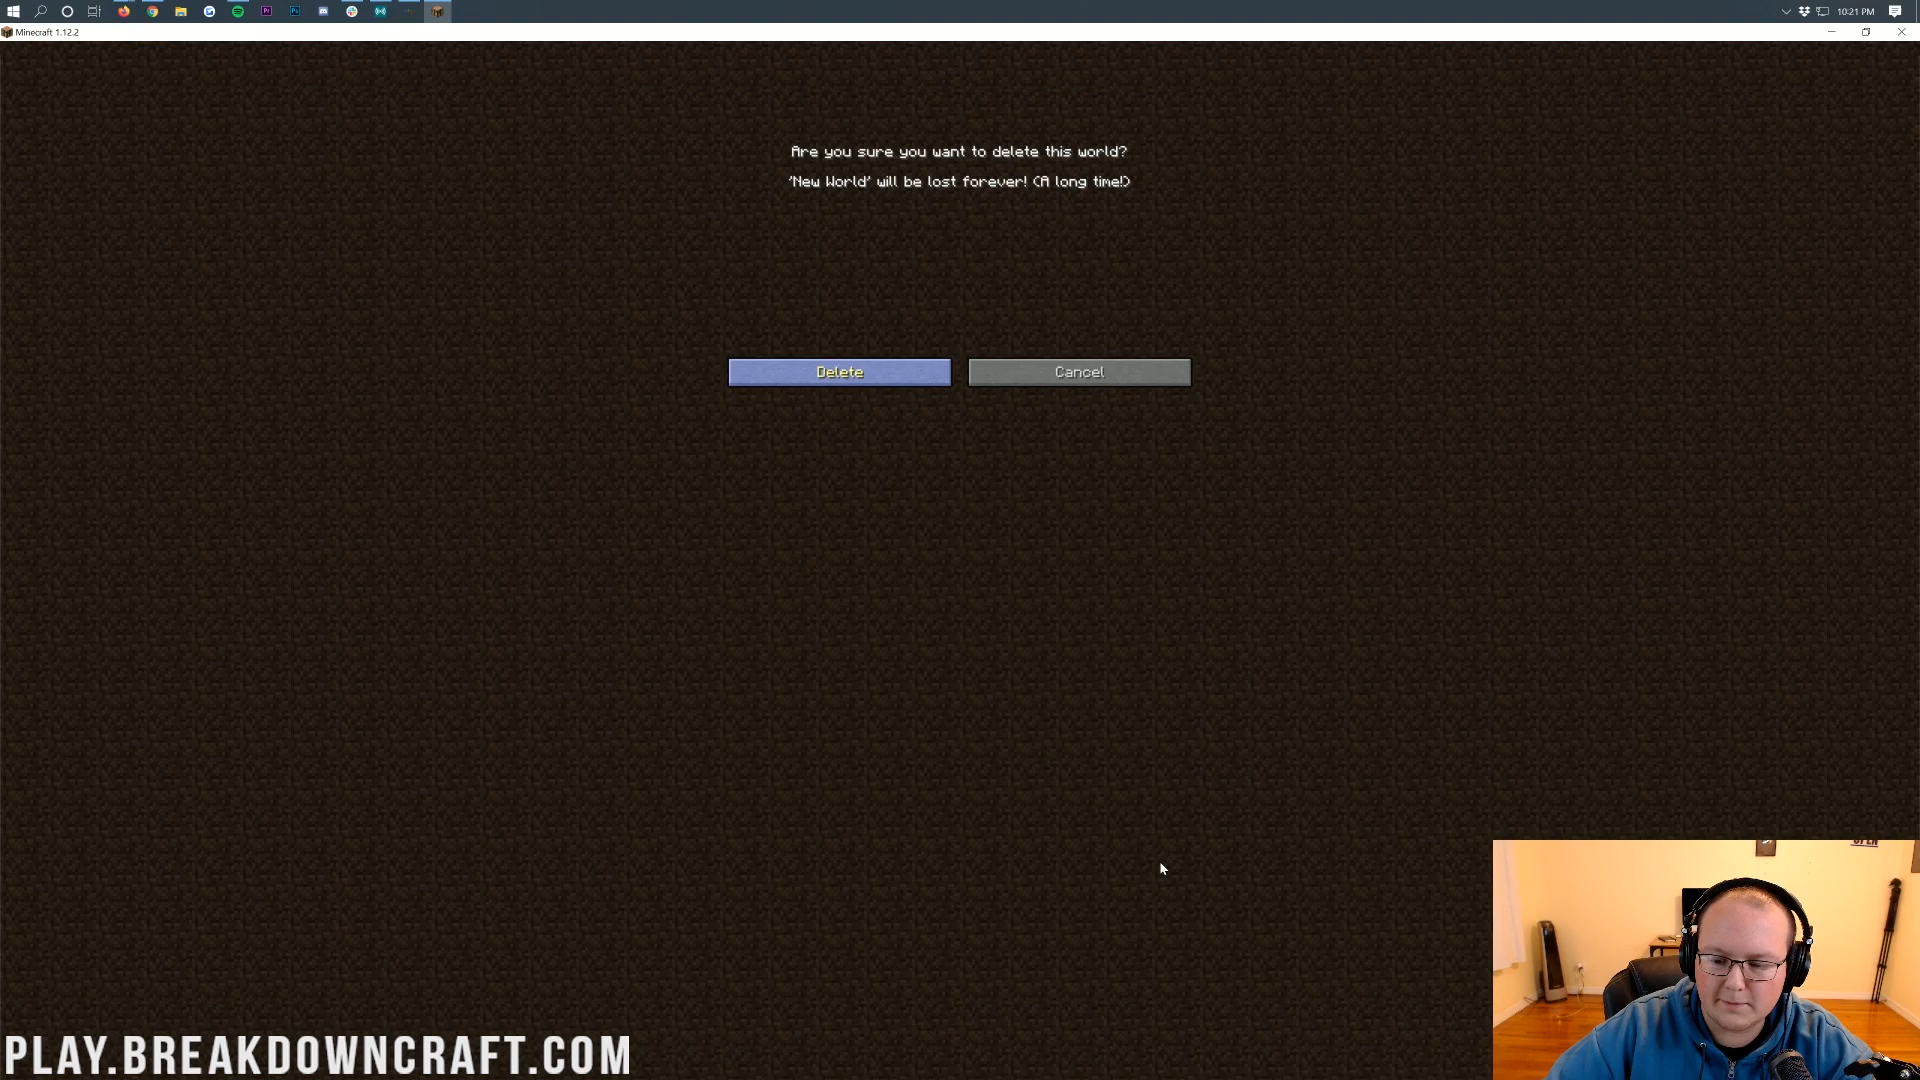 10:21 PM
Minecraft 1.12.2
Are you sure you want to delete this world?
'New World' will be lost forever! (A long time!)
Delete
Cancel
PLAY.BREAKDOWNCRAFT.COM